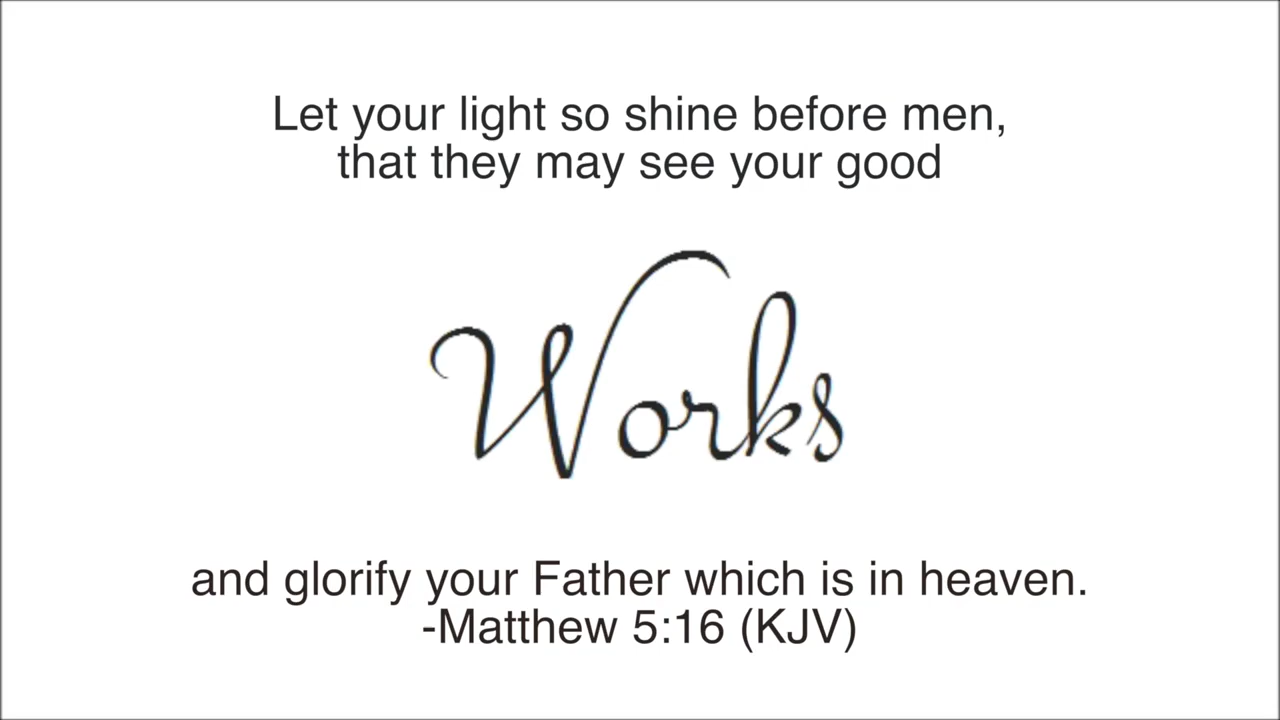 Let your light so shine before men,
that they may see your good
Works
and glorify your Father which is in heaven.
-Matthew 5:16 (KJV)